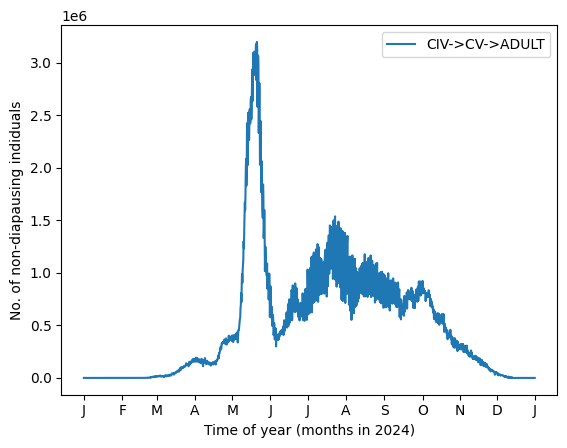 1e6
CIV->CV->ADULT
3.0
2.5
2.0
1.5
1.0
0.5
0.0
No. of non-diapausing indiduals
J F M A M J J A S O N D J
Time of year (months in 2024)